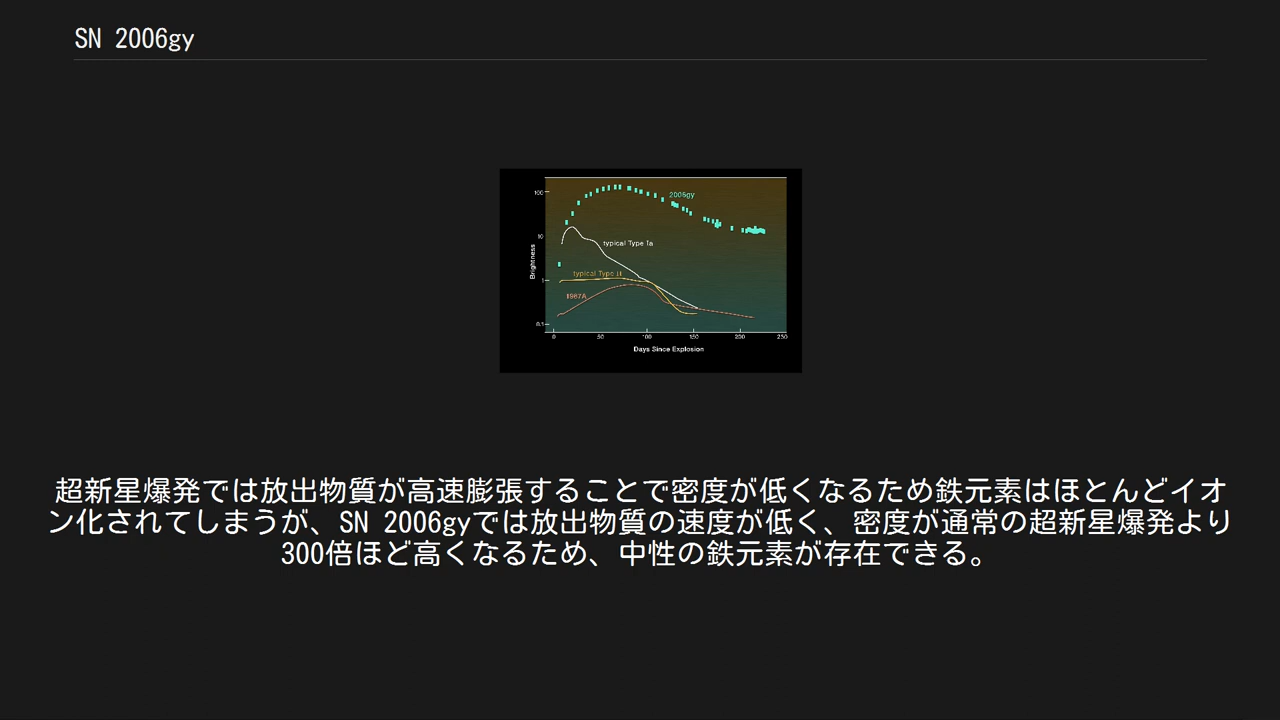 SN 2006gy
100
10
1
0.1
Brightness
2006gy
typical Type Ia
typical Type II
1987A
0
50
100
150
200
250
Days Since Explosion
超新星爆発では放出物質が高速膨張することで密度が低くなるため鉄元素はほとんどイオ
ン化されてしまうが、SN 2006gyでは放出物質の速度が低く、密度が通常の超新星爆発より
300倍ほど高くなるため、中性の鉄元素が存在できる。